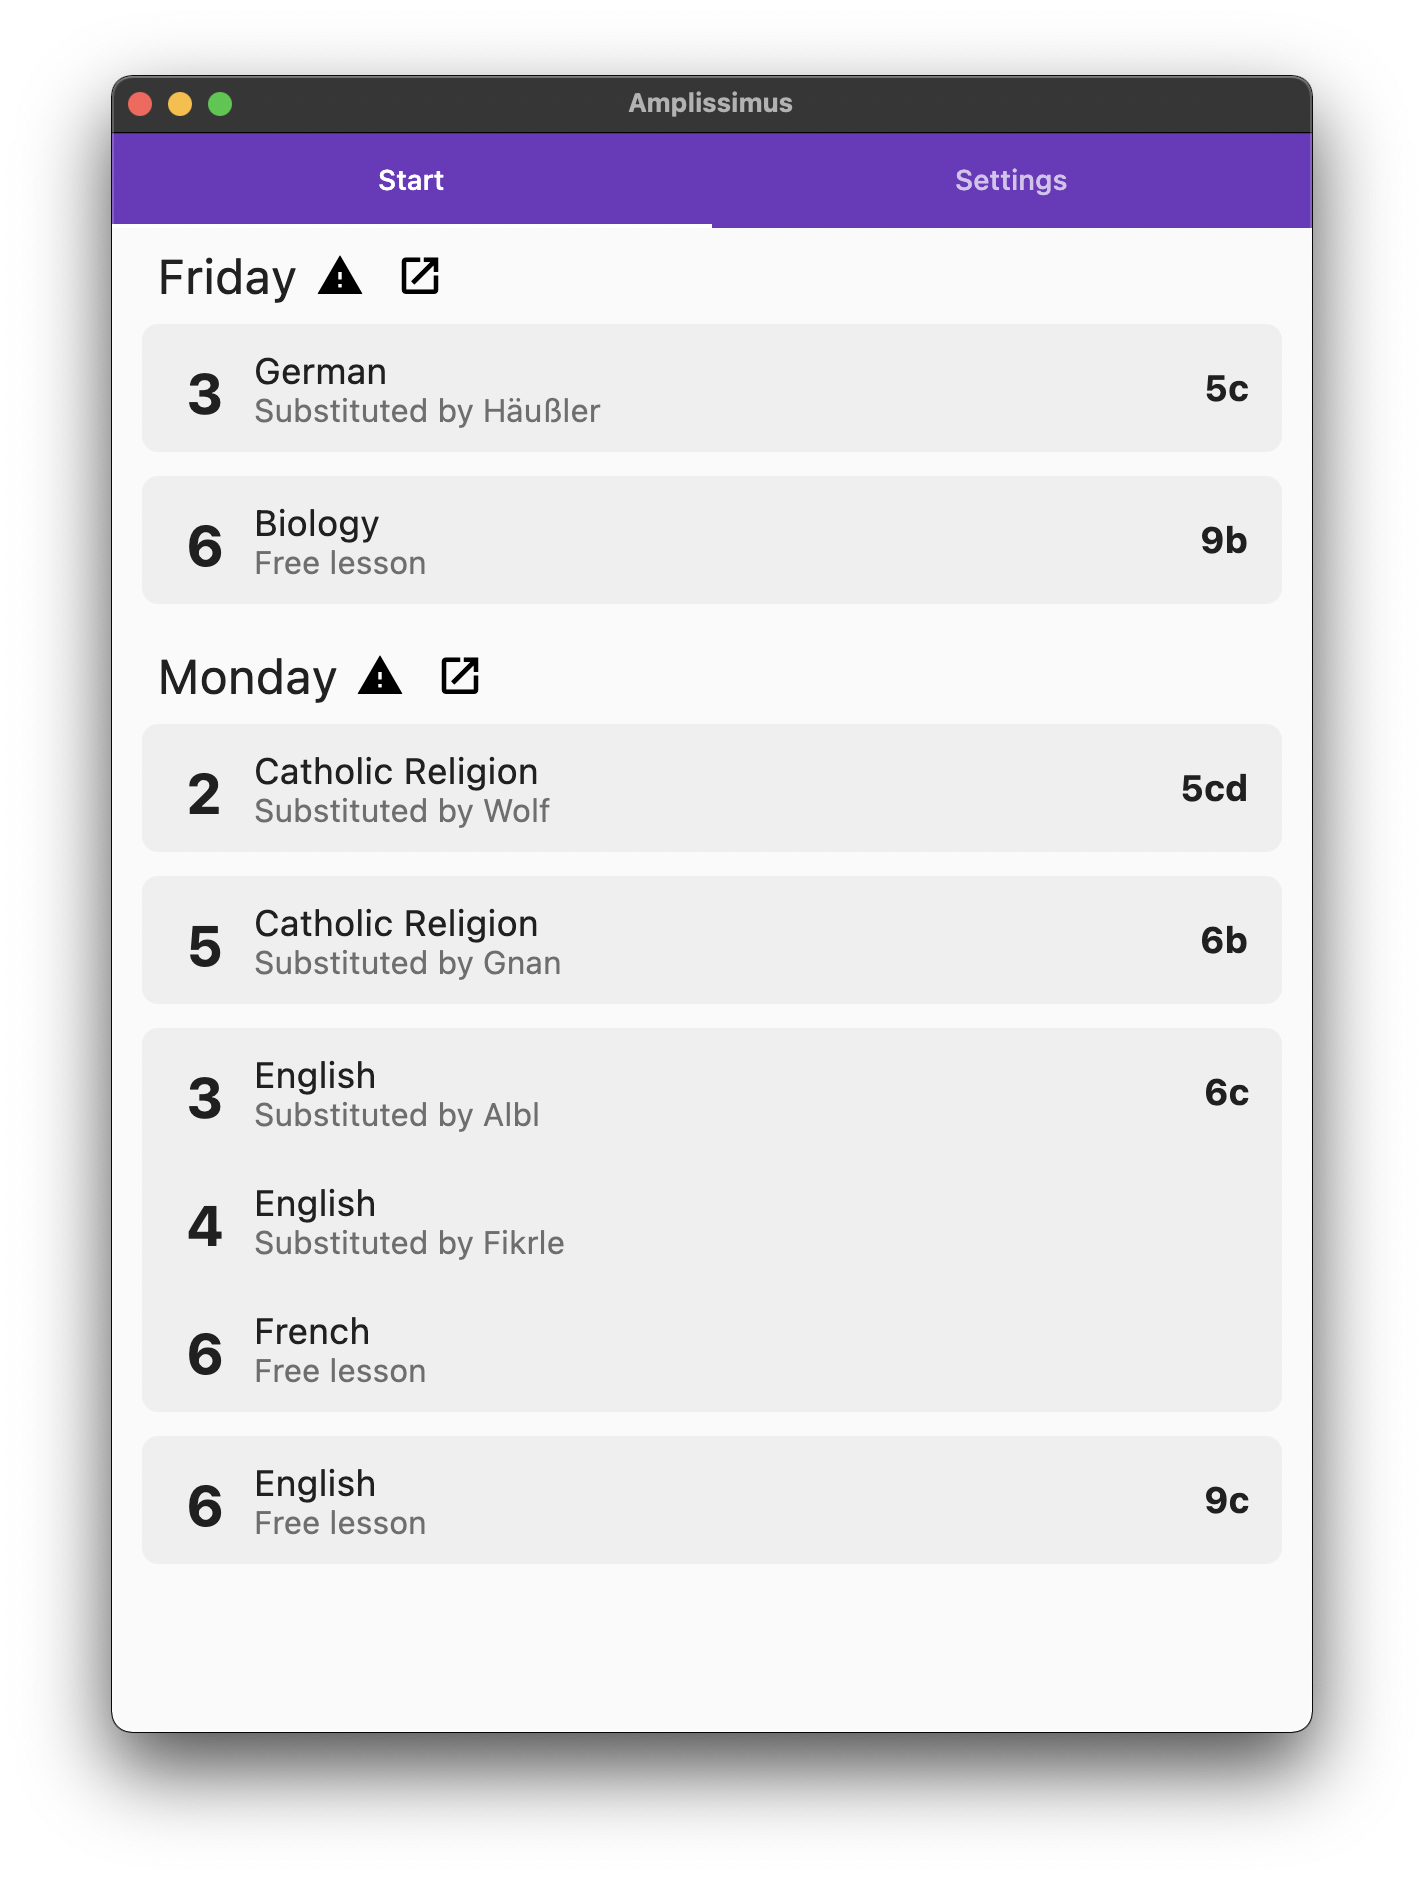 Amplissimus
Start
Settings
Friday
3
German
Substituted by Häußler
5c
6
Biology
Free lesson
9b
Monday
2
Catholic Religion
Substituted by Wolf
5cd
5
Catholic Religion
Substituted by Gnan
6b
3
English
Substituted by Albl
6c
4
English
Substituted by Fikrle
6
French
Free lesson
6
English
Free lesson
9c